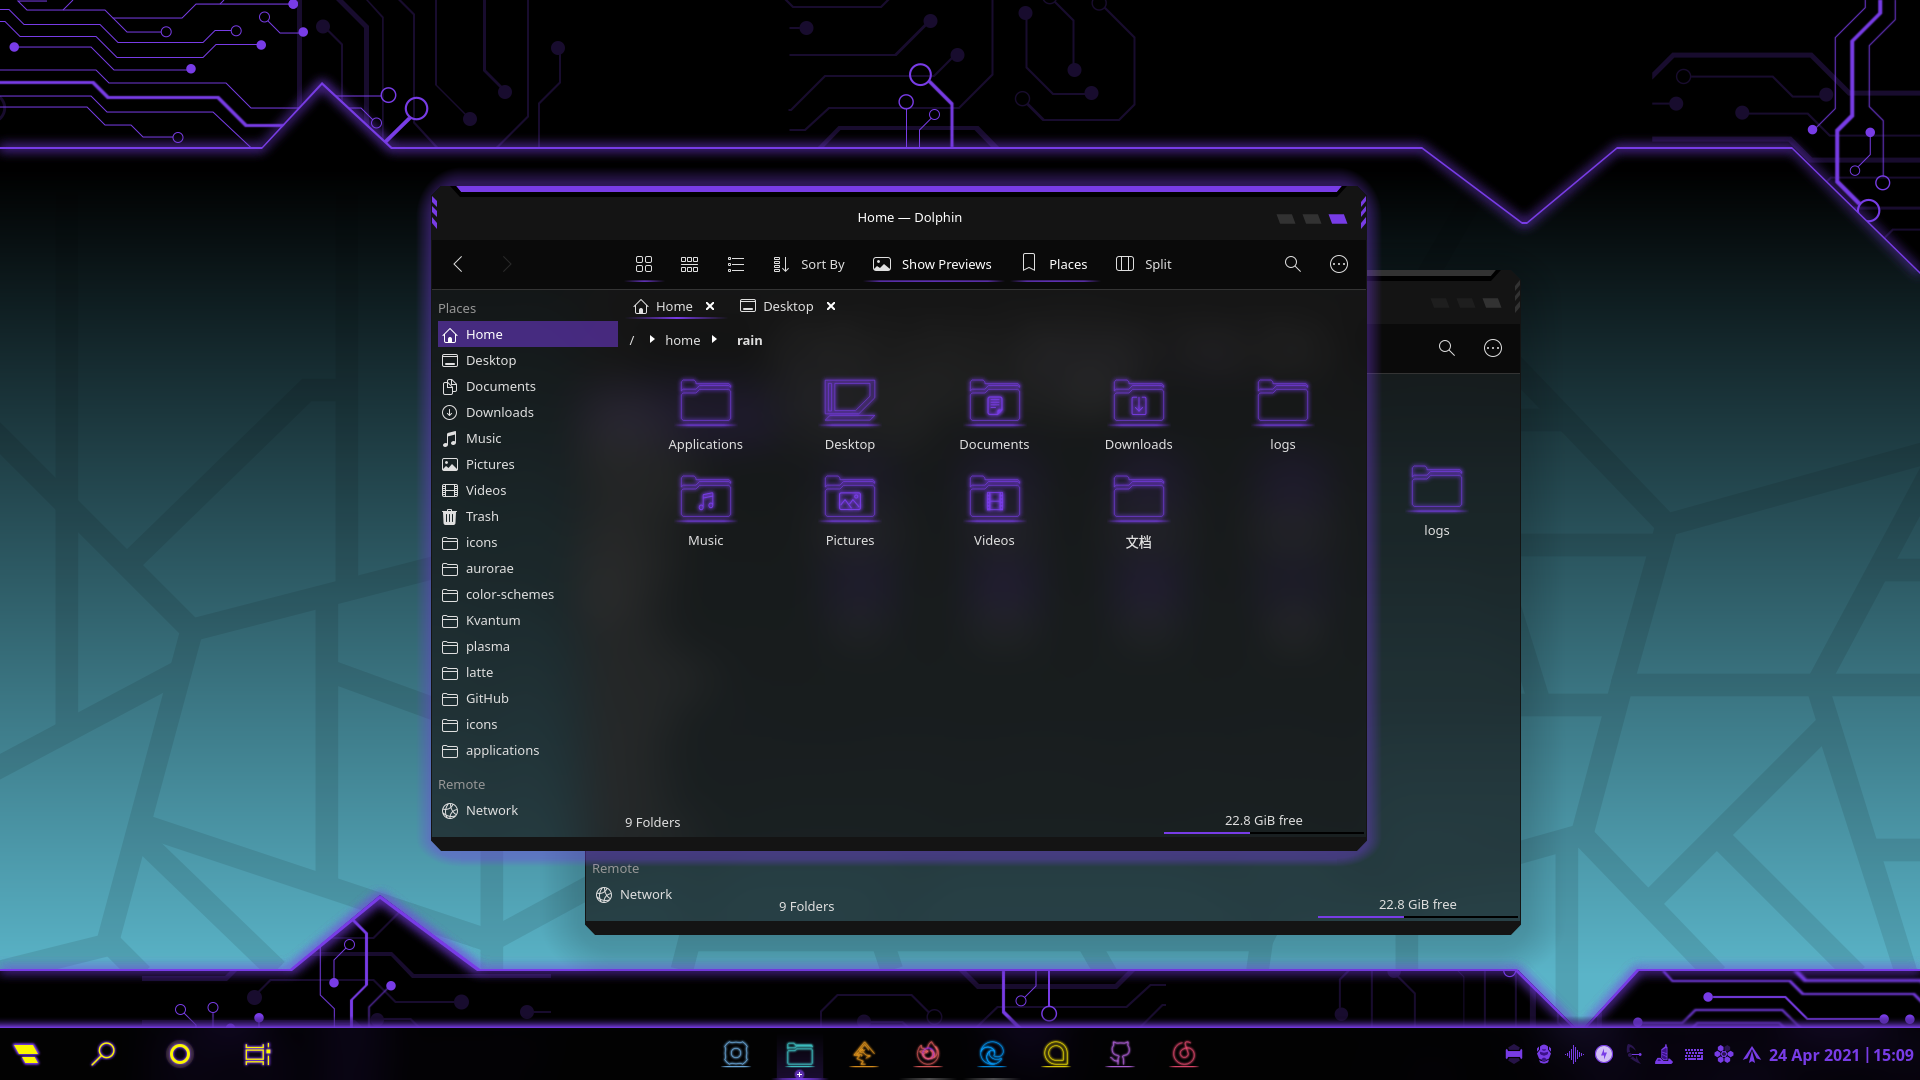 Home — Dolphin
Sort By
Show Previews
Places
Split
Places
Home
Desktop
Documents
Downloads
Music
Pictures
Videos
Trash
icons
aurorae
color-schemes
Kvantum
plasma
latte
GitHub
icons
applications
Remote
Network
Home
Desktop
/ home rain
Applications
Desktop
Documents
Downloads
logs
Music
Pictures
Videos
文档
9 Folders
22.8 GiB free
logs
Remote
Network
9 Folders
22.8 GiB free
24 Apr 2021 | 15:09